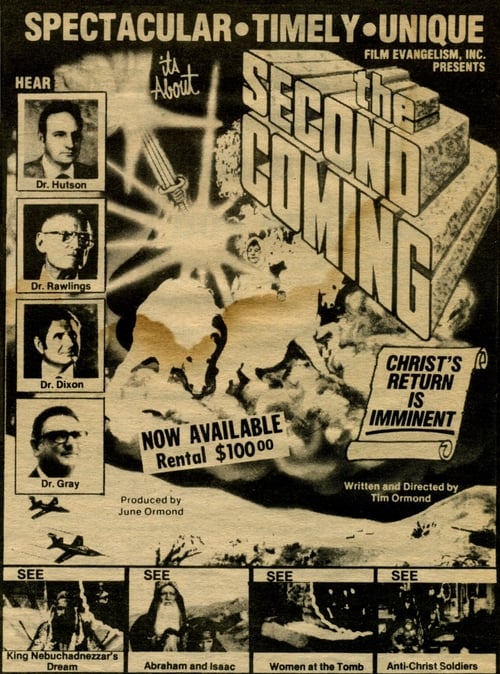 SPECTACULAR•TIMELY•UNIQUE
FILM EVANGELISM, INC.
PRESENTS
its
About
the
SECOND
COMING
HEAR
Dr. Hutson
Dr. Rawlings
Dr. Dixon
Dr. Gray
CHRIST'S
RETURN
IS
IMMINENT
NOW AVAILABLE
Rental $100⁰⁰
Produced by
June Ormond
Written and Directed by
Tim Ormond
SEE
King Nebuchadnezzar's
Dream
SEE
Abraham and Isaac
SEE
Women at the Tomb
SEE
Anti-Christ Soldiers